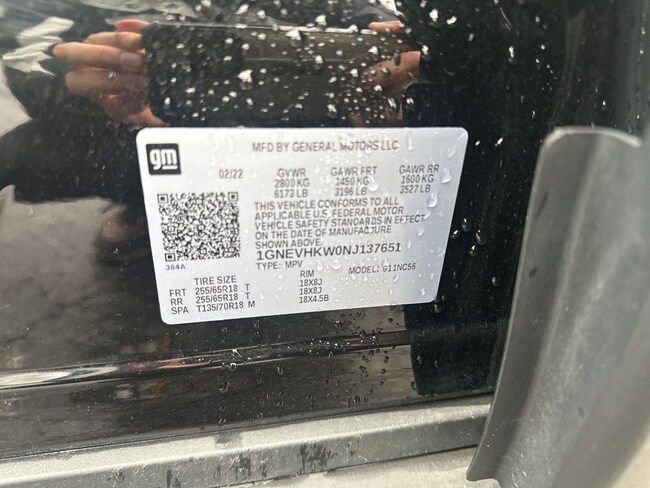 gm
MFD BY GENERAL MOTORS LLC
02/22 GVWR GAWR FRT GAWR RR
2800 KG 1450 KG 1600 KG
6173 LB 3196 LB 3527 LB
THIS VEHICLE CONFORMS TO ALL
APPLICABLE U.S. FEDERAL MOTOR
VEHICLE SAFETY STANDARDS IN EFFECT
ON THE DATE OF MANUFACTURE
SHOWN ABOVE.
1GNEVHKW0NJ137651
TYPE: MPV MODEL: G11NC56
384A
TIRE SIZE RIM
FRT 255/65R18 T 18X8J
RR 255/65R18 T 18X8J
SPA T135/70R18 M 18X4.5B